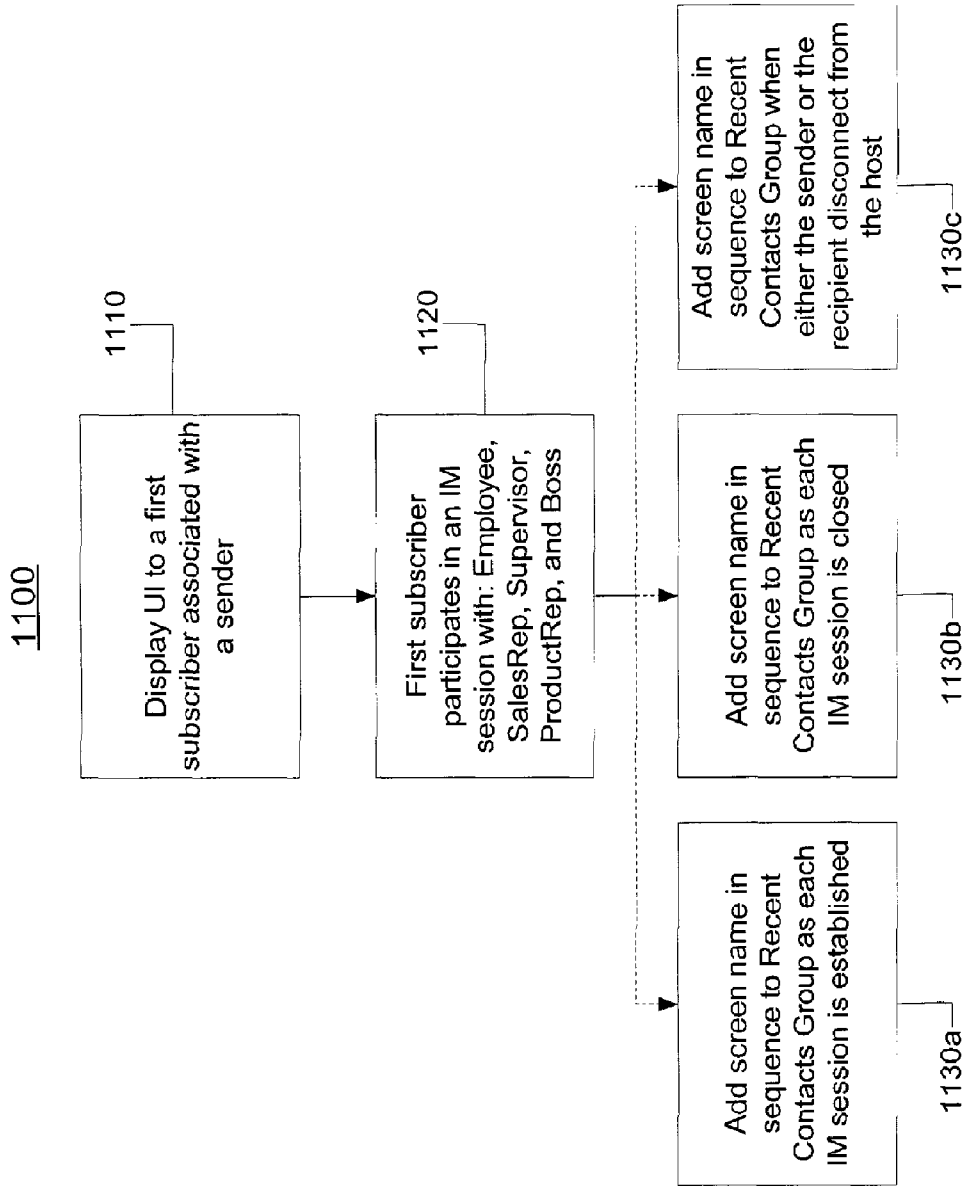 1100
Display UI to a first
subscriber associated with
a sender
1110
First subscriber
participates in an IM
session with: Employee,
SalesRep, Supervisor,
ProductRep, and Boss
1120
Add screen name in
sequence to Recent
Contacts Group as each
IM session is established
1130a
Add screen name in
sequence to Recent
Contacts Group as each
IM session is closed
1130b
Add screen name in
sequence to Recent
Contacts Group when
either the sender or the
recipient disconnect from
the host
1130c